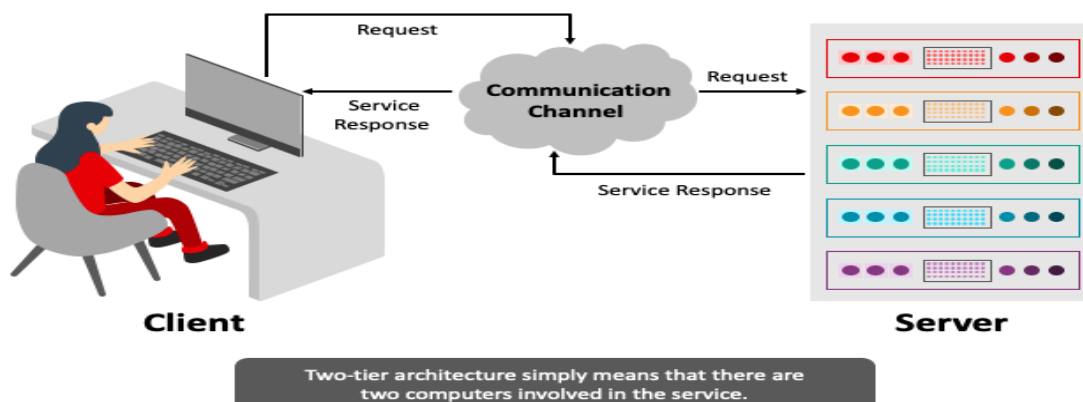 Request
Communication
Channel
Request
Service
Response
Service Response
Client
Server
Two-tier architecture simply means that there are
two computers involved in the service.